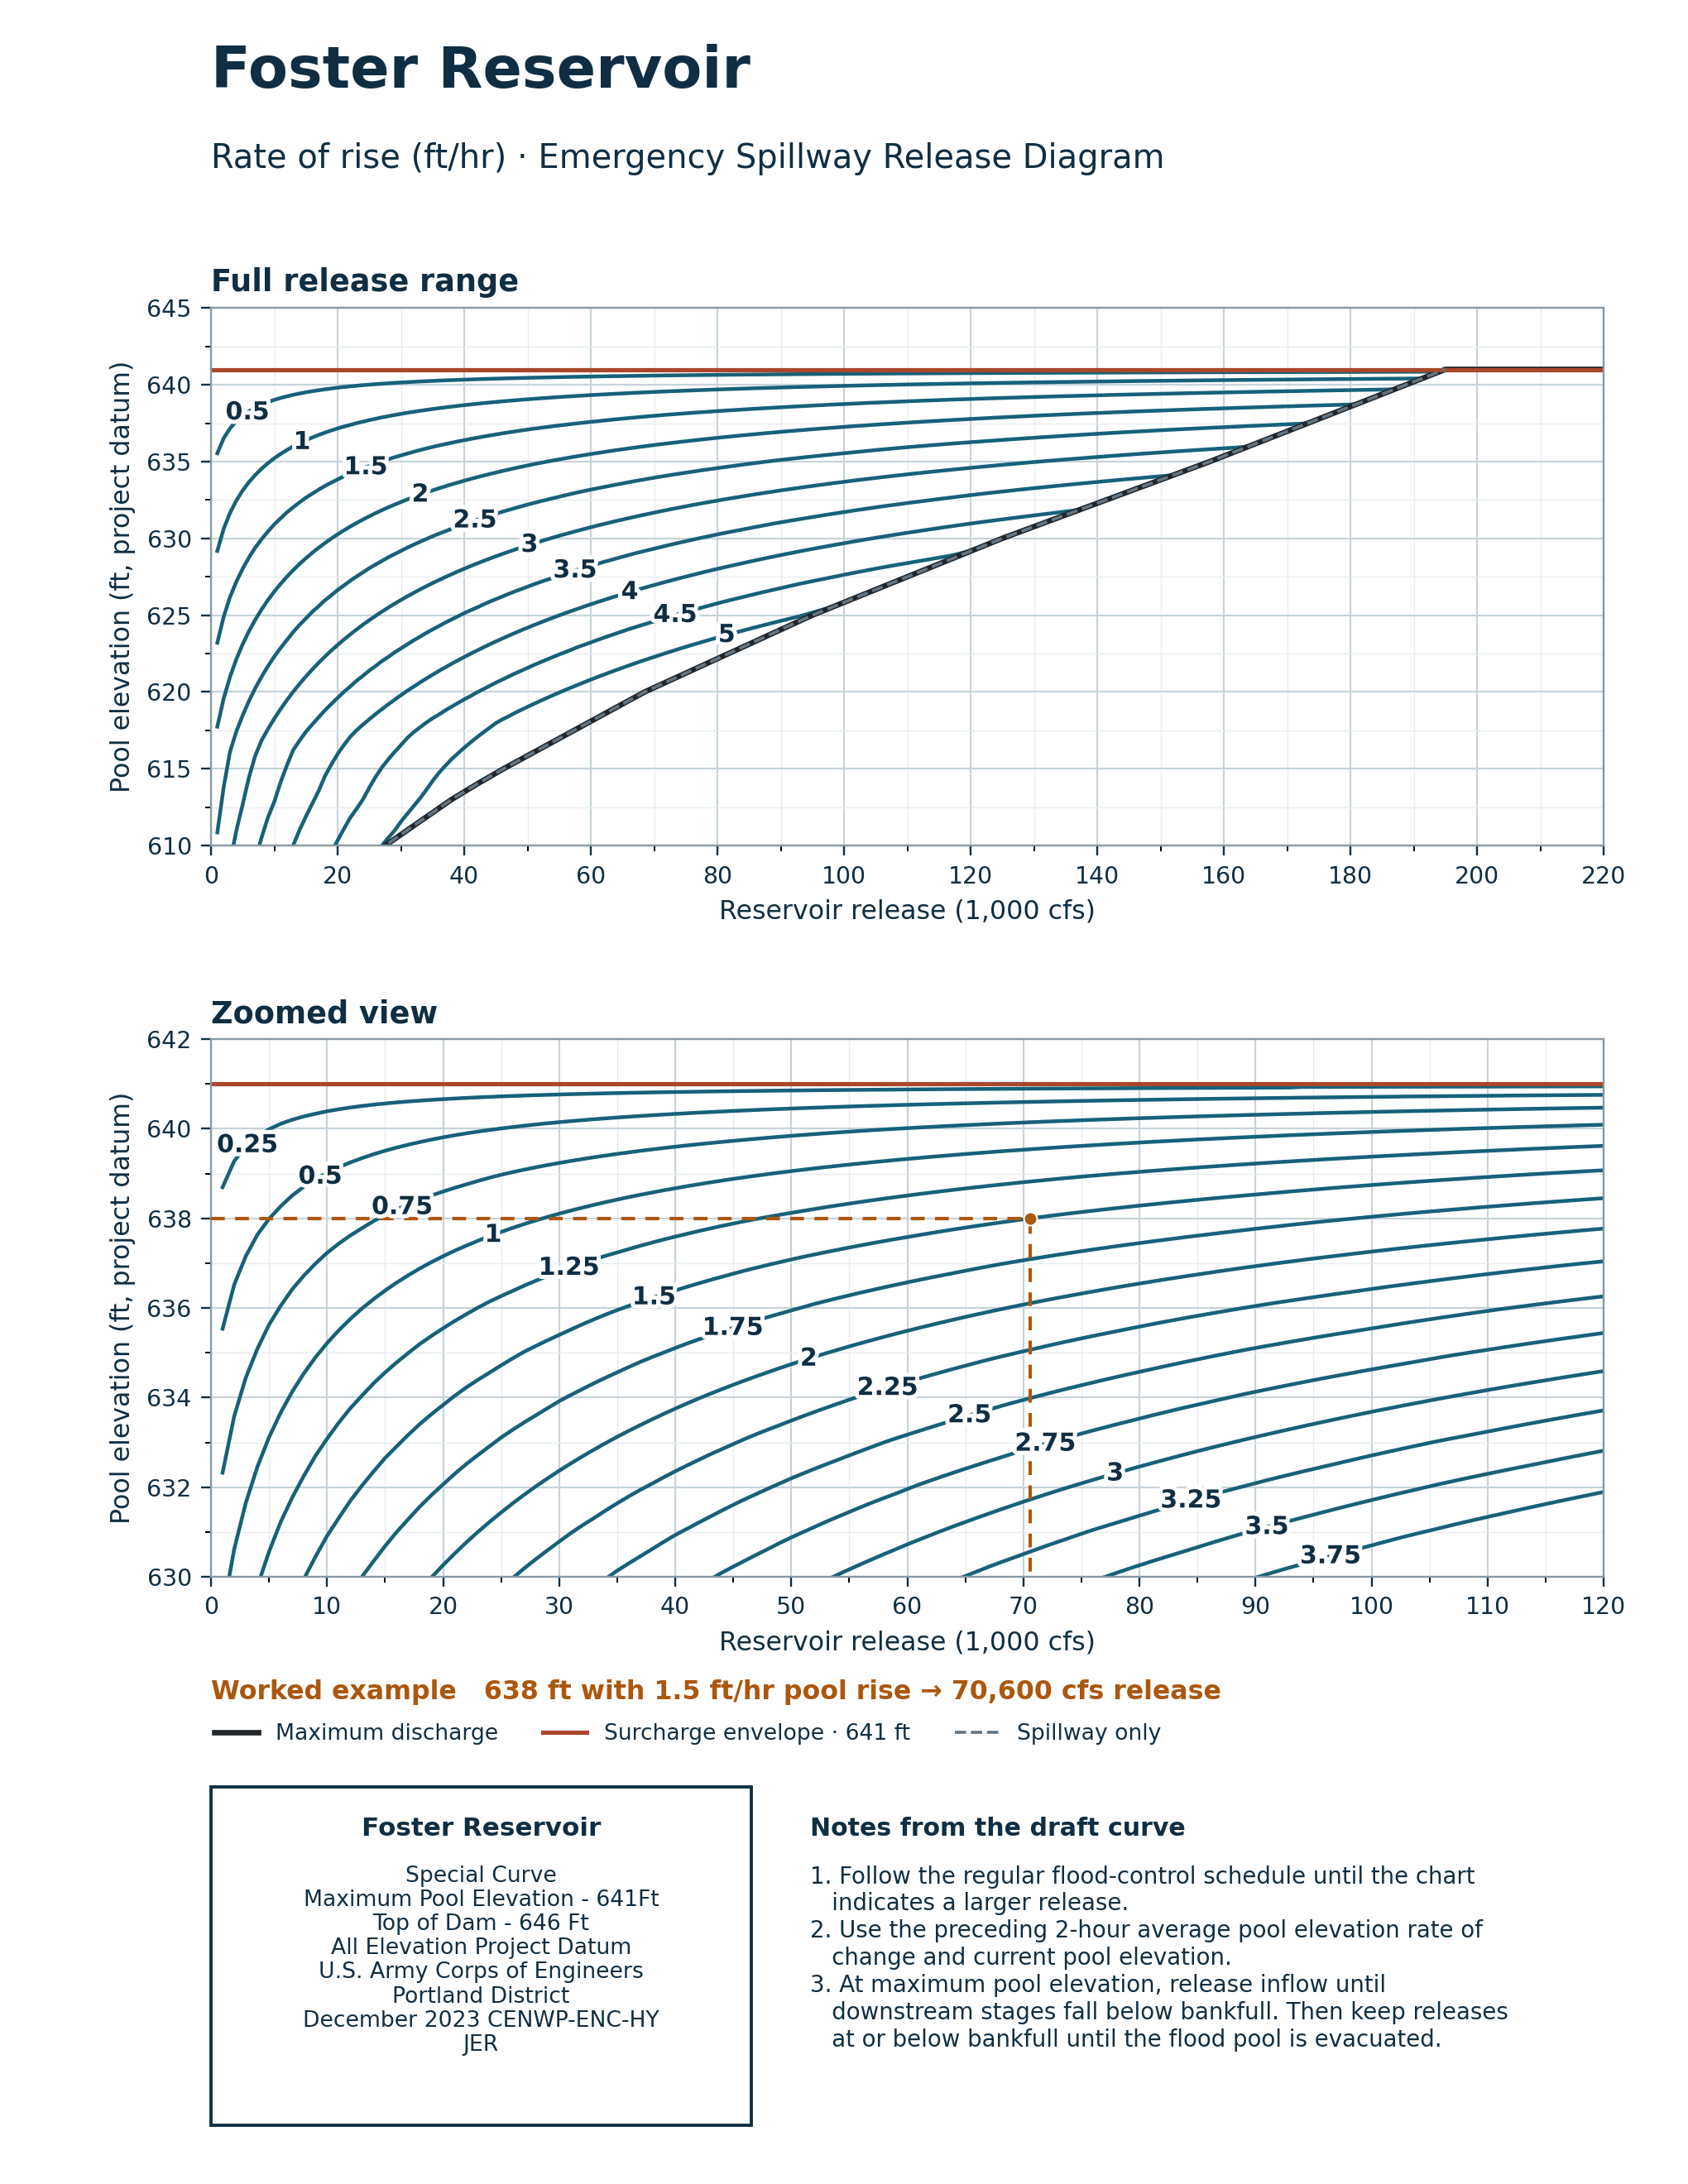 Foster Reservoir
Rate of rise (ft/hr) · Emergency Spillway Release Diagram
Full release range
645
640
635
630
625
620
615
610
Pool elevation (ft, project datum)
0.5
1
1.5
2
2.5
3
3.5
4
4.5
5
0 20 40 60 80 100 120 140 160 180 200 220
Reservoir release (1,000 cfs)
Zoomed view
642
640
638
636
634
632
630
Pool elevation (ft, project datum)
0.25
0.5
0.75
1
1.25
1.5
1.75
2
2.25
2.5
2.75
3
3.25
3.5
3.75
0 10 20 30 40 50 60 70 80 90 100 110 120
Reservoir release (1,000 cfs)
Worked example 638 ft with 1.5 ft/hr pool rise → 70,600 cfs release
Maximum discharge Surcharge envelope · 641 ft Spillway only
Foster Reservoir
Special Curve
Maximum Pool Elevation - 641Ft
Top of Dam - 646 Ft
All Elevation Project Datum
U.S. Army Corps of Engineers
Portland District
December 2023 CENWP-ENC-HY
JER
Notes from the draft curve
1. Follow the regular flood-control schedule until the chart
indicates a larger release.
2. Use the preceding 2-hour average pool elevation rate of
change and current pool elevation.
3. At maximum pool elevation, release inflow until
downstream stages fall below bankfull. Then keep releases
at or below bankfull until the flood pool is evacuated.